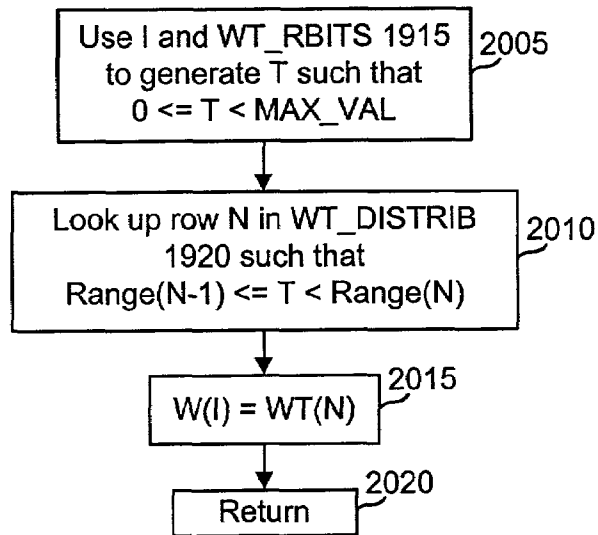 Use I and WT_RBITS 1915
to generate T such that
0 <= T < MAX_VAL
2005
Look up row N in WT_DISTRIB
1920 such that
Range(N-1) <= T < Range(N)
2010
W(I) = WT(N)
2015
Return
2020